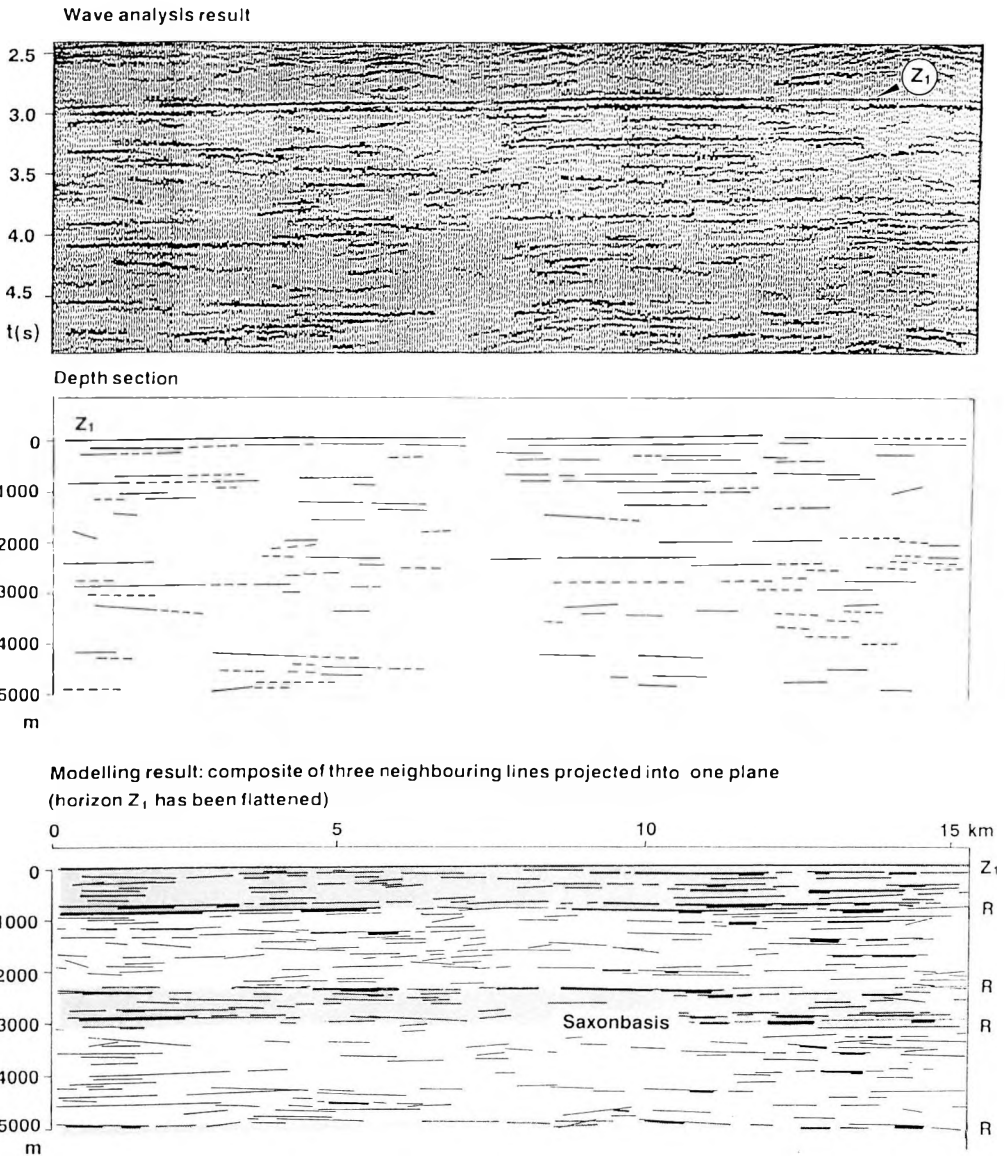 Wave analysis result
2.5
Z₁
3.0
3.5
4.0
4.5
t(s)
Depth section
Z₁
0
1000
2000
3000
4000
5000
m
Modelling result: composite of three neighbouring lines projected into one plane
(horizon Z₁ has been flattened)
0 5 10 15 km
0 Z₁
1000 R
2000 R
3000 Saxonbasis R
4000
5000 R
m